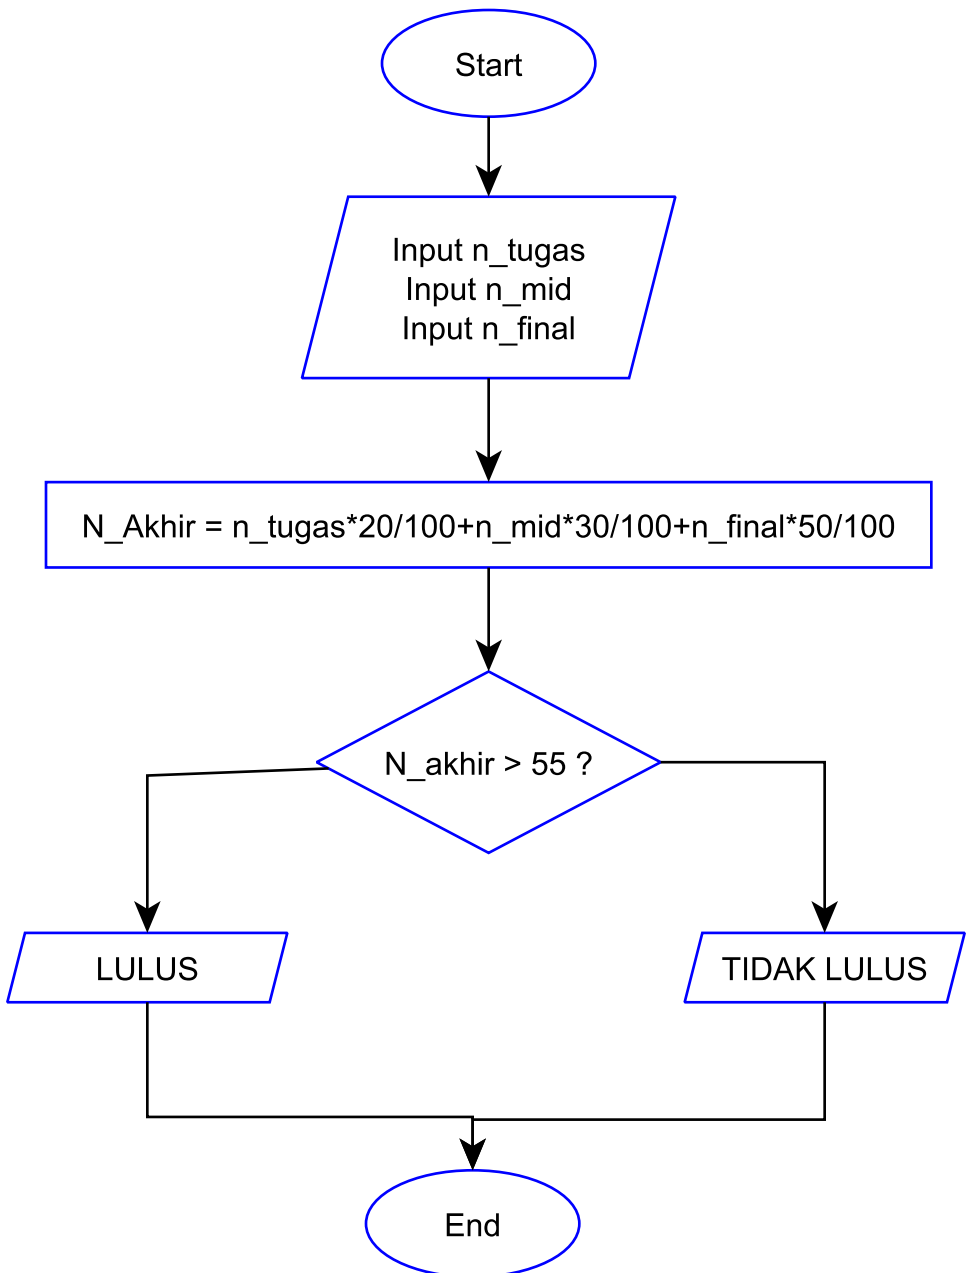 Start
Input n_tugas
Input n_mid
Input n_final
N_Akhir = n_tugas*20/100+n_mid*30/100+n_final*50/100
N_akhir > 55 ?
LULUS
TIDAK LULUS
End